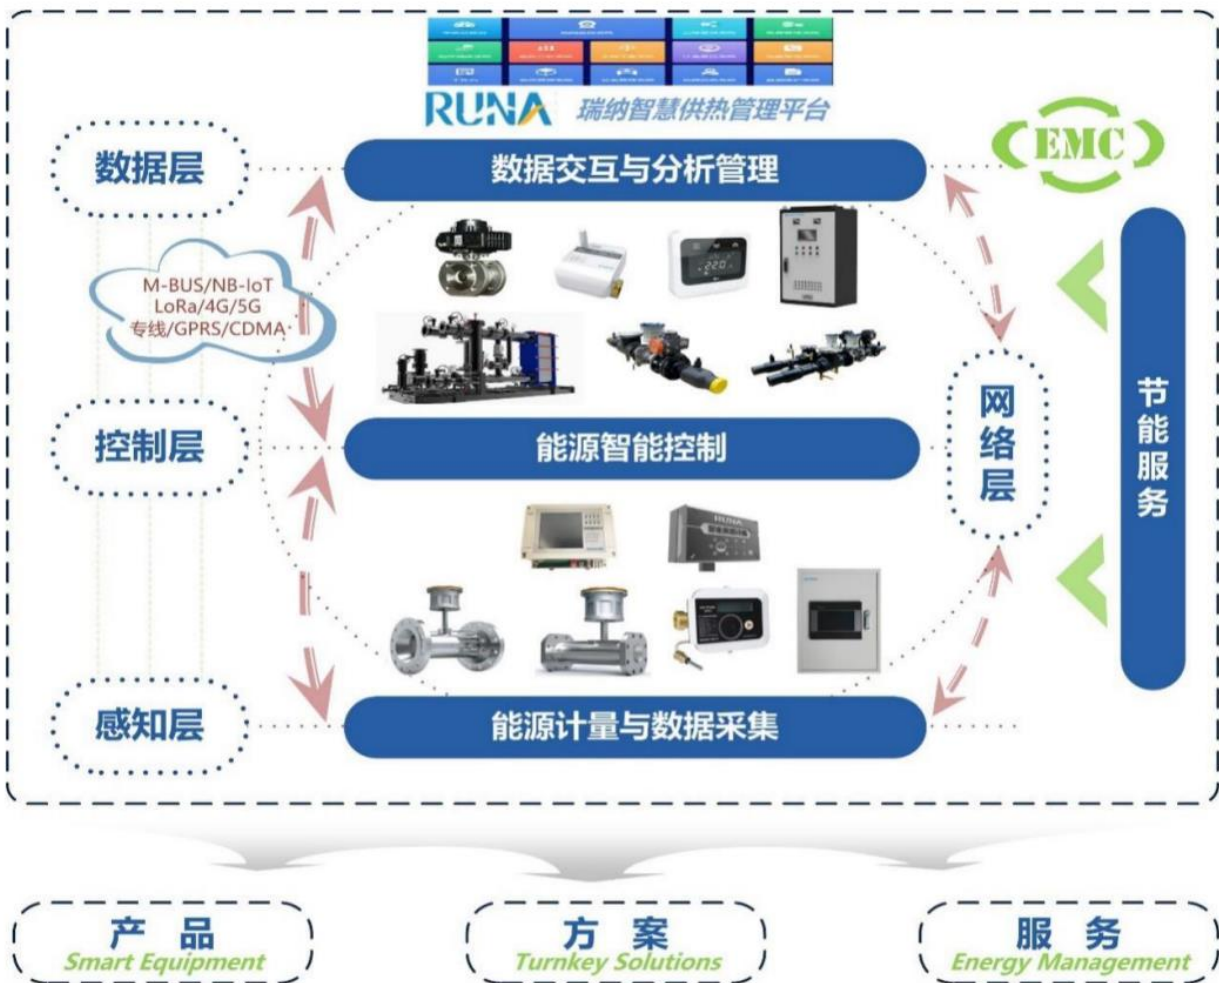 RUNA 瑞纳智慧供热管理平台
EMC
数据层
数据交互与分析管理
M-BUS/NB-IoT
LoRa/4G/5G
专线/GPRS/CDMA
控制层
能源智能控制
网络层
节能服务
RUNA
感知层
能源计量与数据采集
产品
Smart Equipment
方案
Turnkey Solutions
服务
Energy Management